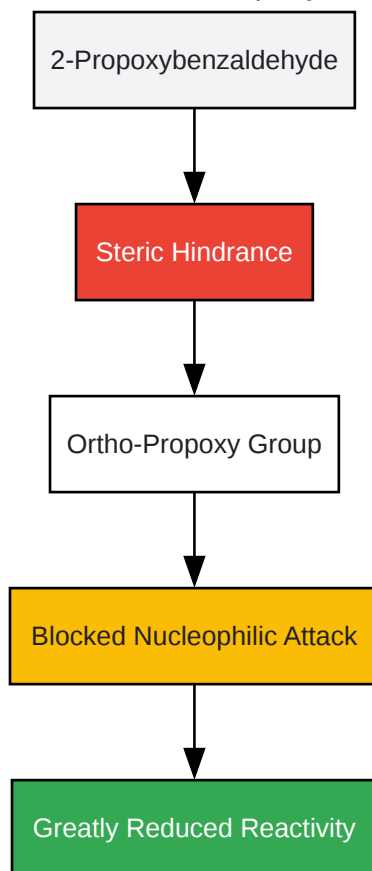 2-Propoxybenzaldehyde
Steric Hindrance
Ortho-Propoxy Group
Blocked Nucleophilic Attack
Greatly Reduced Reactivity